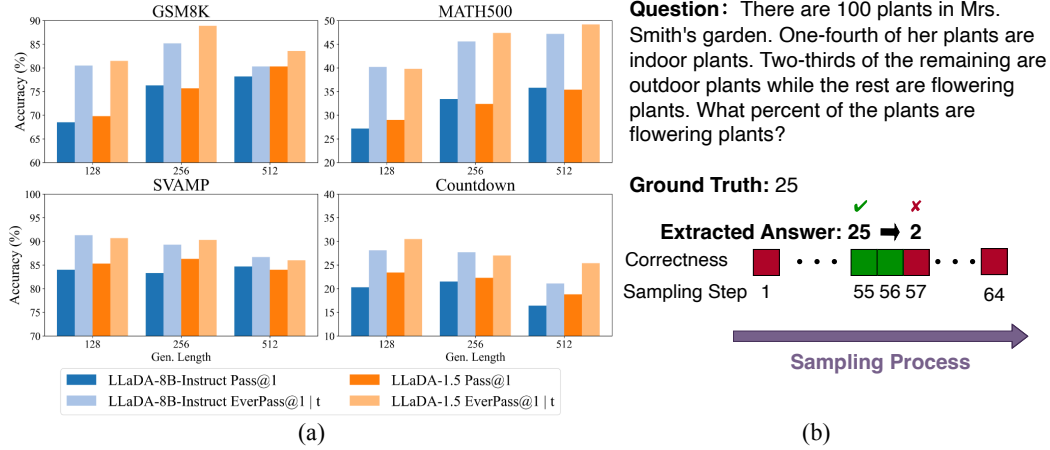 GSM8K
Accuracy (%)
90
85
80
75
70
65
60
128
256
512
MATH500
50
45
40
35
30
25
20
128
256
512
SVAMP
Accuracy (%)
100
95
90
85
80
75
70
128
256
512
Gen. Length
Countdown
40
35
30
25
20
15
10
128
256
512
Gen. Length
LLaDA-8B-Instruct Pass@1
LLaDA-8B-Instruct EverPass@1 | t
LLaDA-1.5 Pass@1
LLaDA-1.5 EverPass@1 | t
(a)
Question: There are 100 plants in Mrs.
Smith's garden. One-fourth of her plants are
indoor plants. Two-thirds of the remaining are
outdoor plants while the rest are flowering
plants. What percent of the plants are
flowering plants?
Ground Truth: 25
✔ ✘
Extracted Answer: 25 ➡ 2
Correctness • • • • • •
Sampling Step 1 55 56 57 64
Sampling Process
(b)